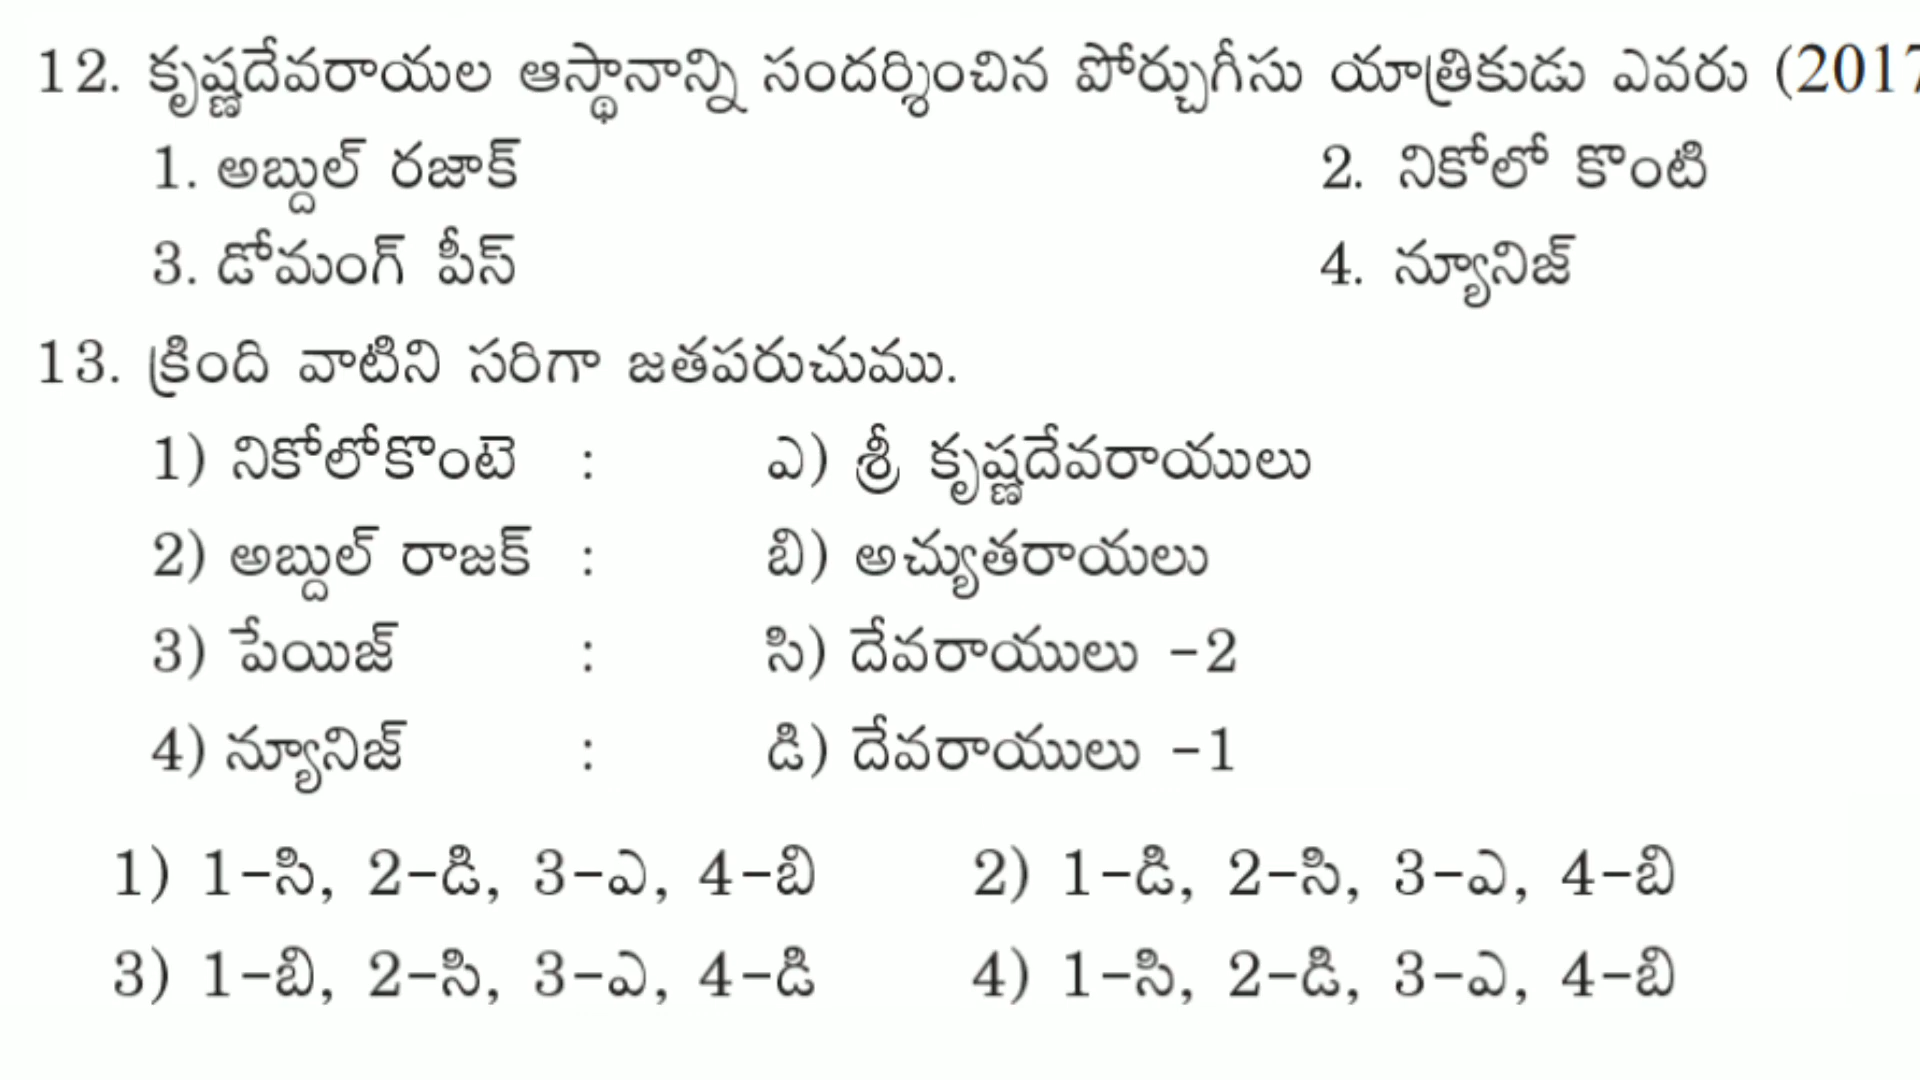 12. కృష్ణదేవరాయల ఆస్థానాన్ని సందర్శించిన పోర్చుగీసు యాత్రికుడు ఎవరు (2017
1. అబ్దుల్ రజాక్ 2. నికోలో కొంటి
3. డోమంగ్ పీస్ 4. న్యూనిజ్
13. క్రింది వాటిని సరిగా జతపరుచుము.
1) నికోలోకొంటె : ఎ) శ్రీ కృష్ణదేవరాయులు
2) అబ్దుల్ రాజక్ : బి) అచ్యుతరాయలు
3) పేయిజ్ : సి) దేవరాయులు -2
4) న్యూనిజ్ : డి) దేవరాయులు -1
1) 1-సి, 2-డి, 3-ఎ, 4-బి 2) 1-డి, 2-సి, 3-ఎ, 4-బి
3) 1-బి, 2-సి, 3-ఎ, 4-డి 4) 1-సి, 2-డి, 3-ఎ, 4-బి